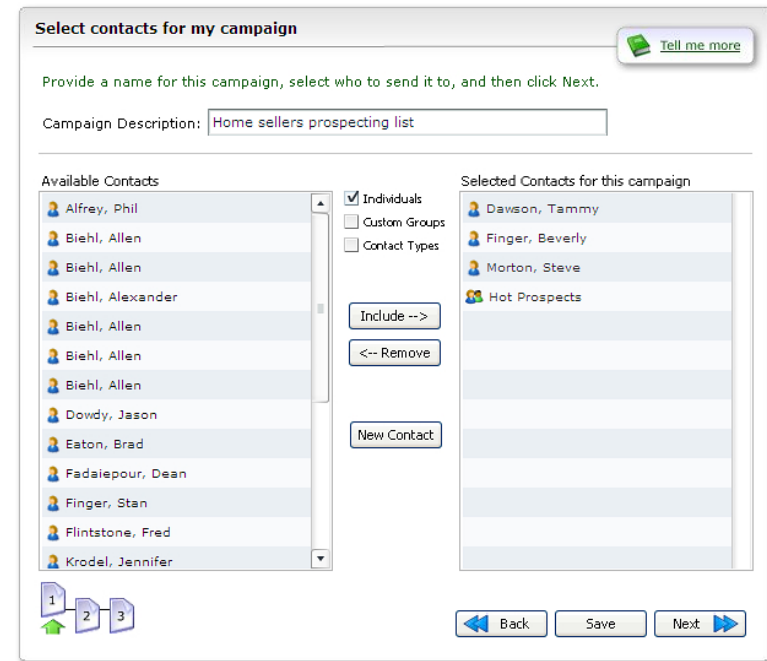 Select contacts for my campaign
Tell me more
Provide a name for this campaign, select who to send it to, and then click Next.
Campaign Description: Home sellers prospecting list
Available Contacts
Alfrey, Phil
Biehl, Allen
Biehl, Allen
Biehl, Alexander
Biehl, Allen
Biehl, Allen
Biehl, Allen
Dowdy, Jason
Eaton, Brad
Fadaiepour, Dean
Finger, Stan
Flintstone, Fred
Krodel, Jennifer
Individuals
Custom Groups
Contact Types
Include -->
<-- Remove
New Contact
Selected Contacts for this campaign
Dawson, Tammy
Finger, Beverly
Morton, Steve
Hot Prospects
1
2
3
Back
Save
Next